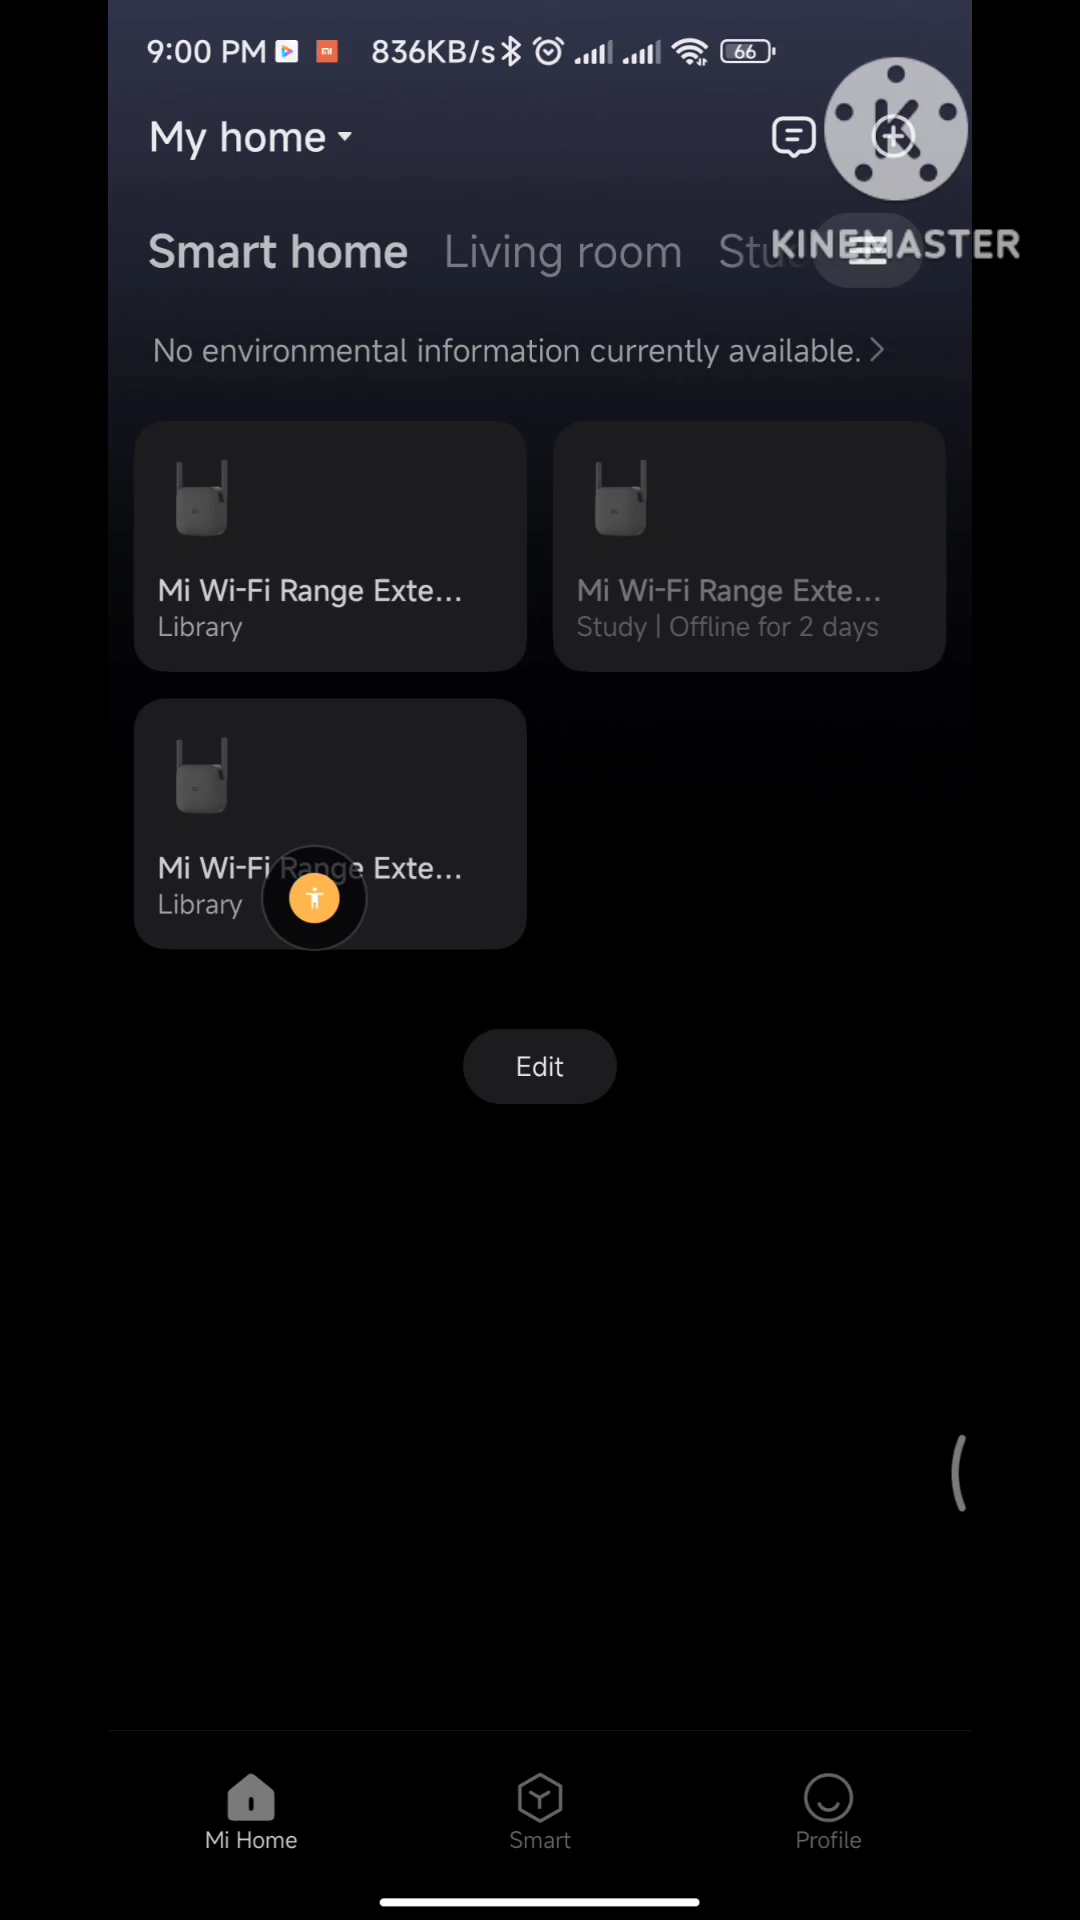 9:00 PM 836KB/s 66
My home
KINEMASTER
Smart home Living room
No environmental information currently available.
Mi Wi-Fi Range Exte...
Library
Mi Wi-Fi Range Exte...
Study | Offline for 2 days
Mi Wi-Fi Range Exte...
Library
Edit
Mi Home
Smart
Profile